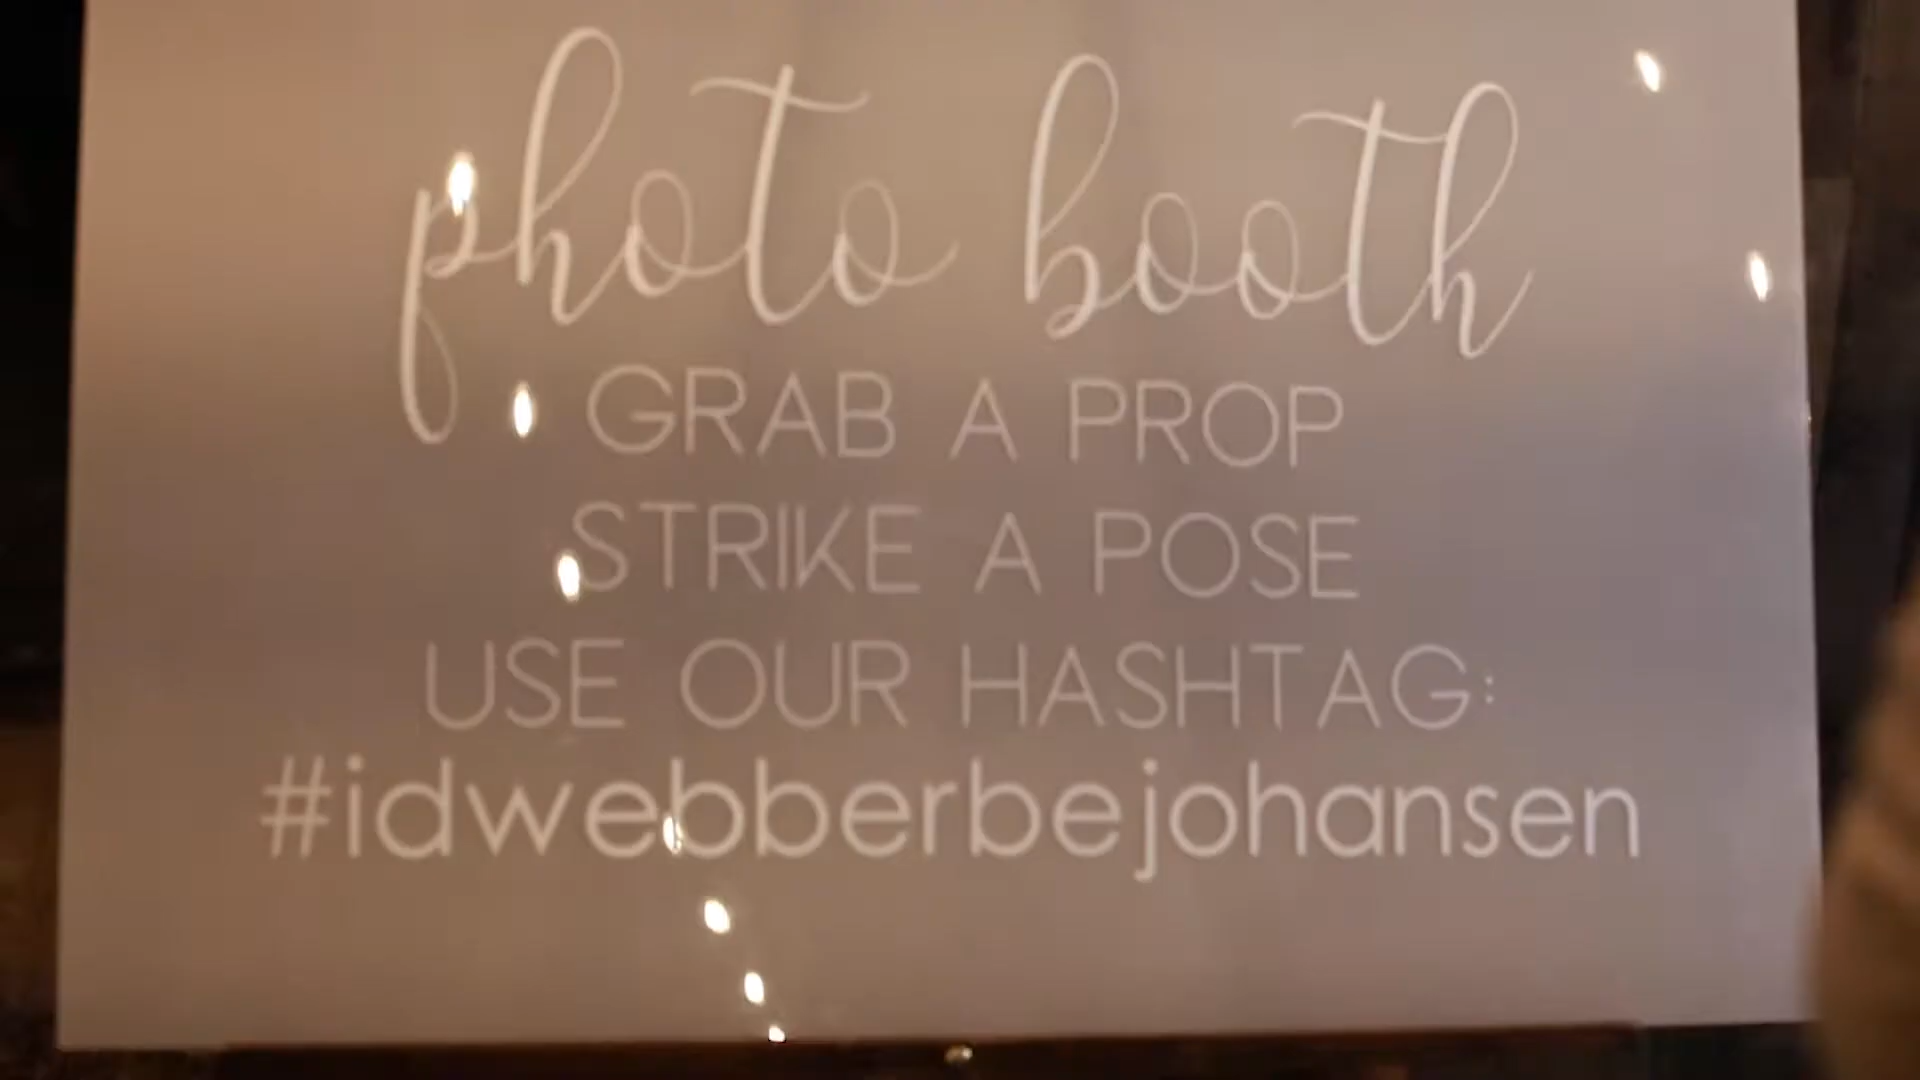 photo booth
GRAB A PROP
STRIKE A POSE
USE OUR HASHTAG:
#idwebberbejohansen